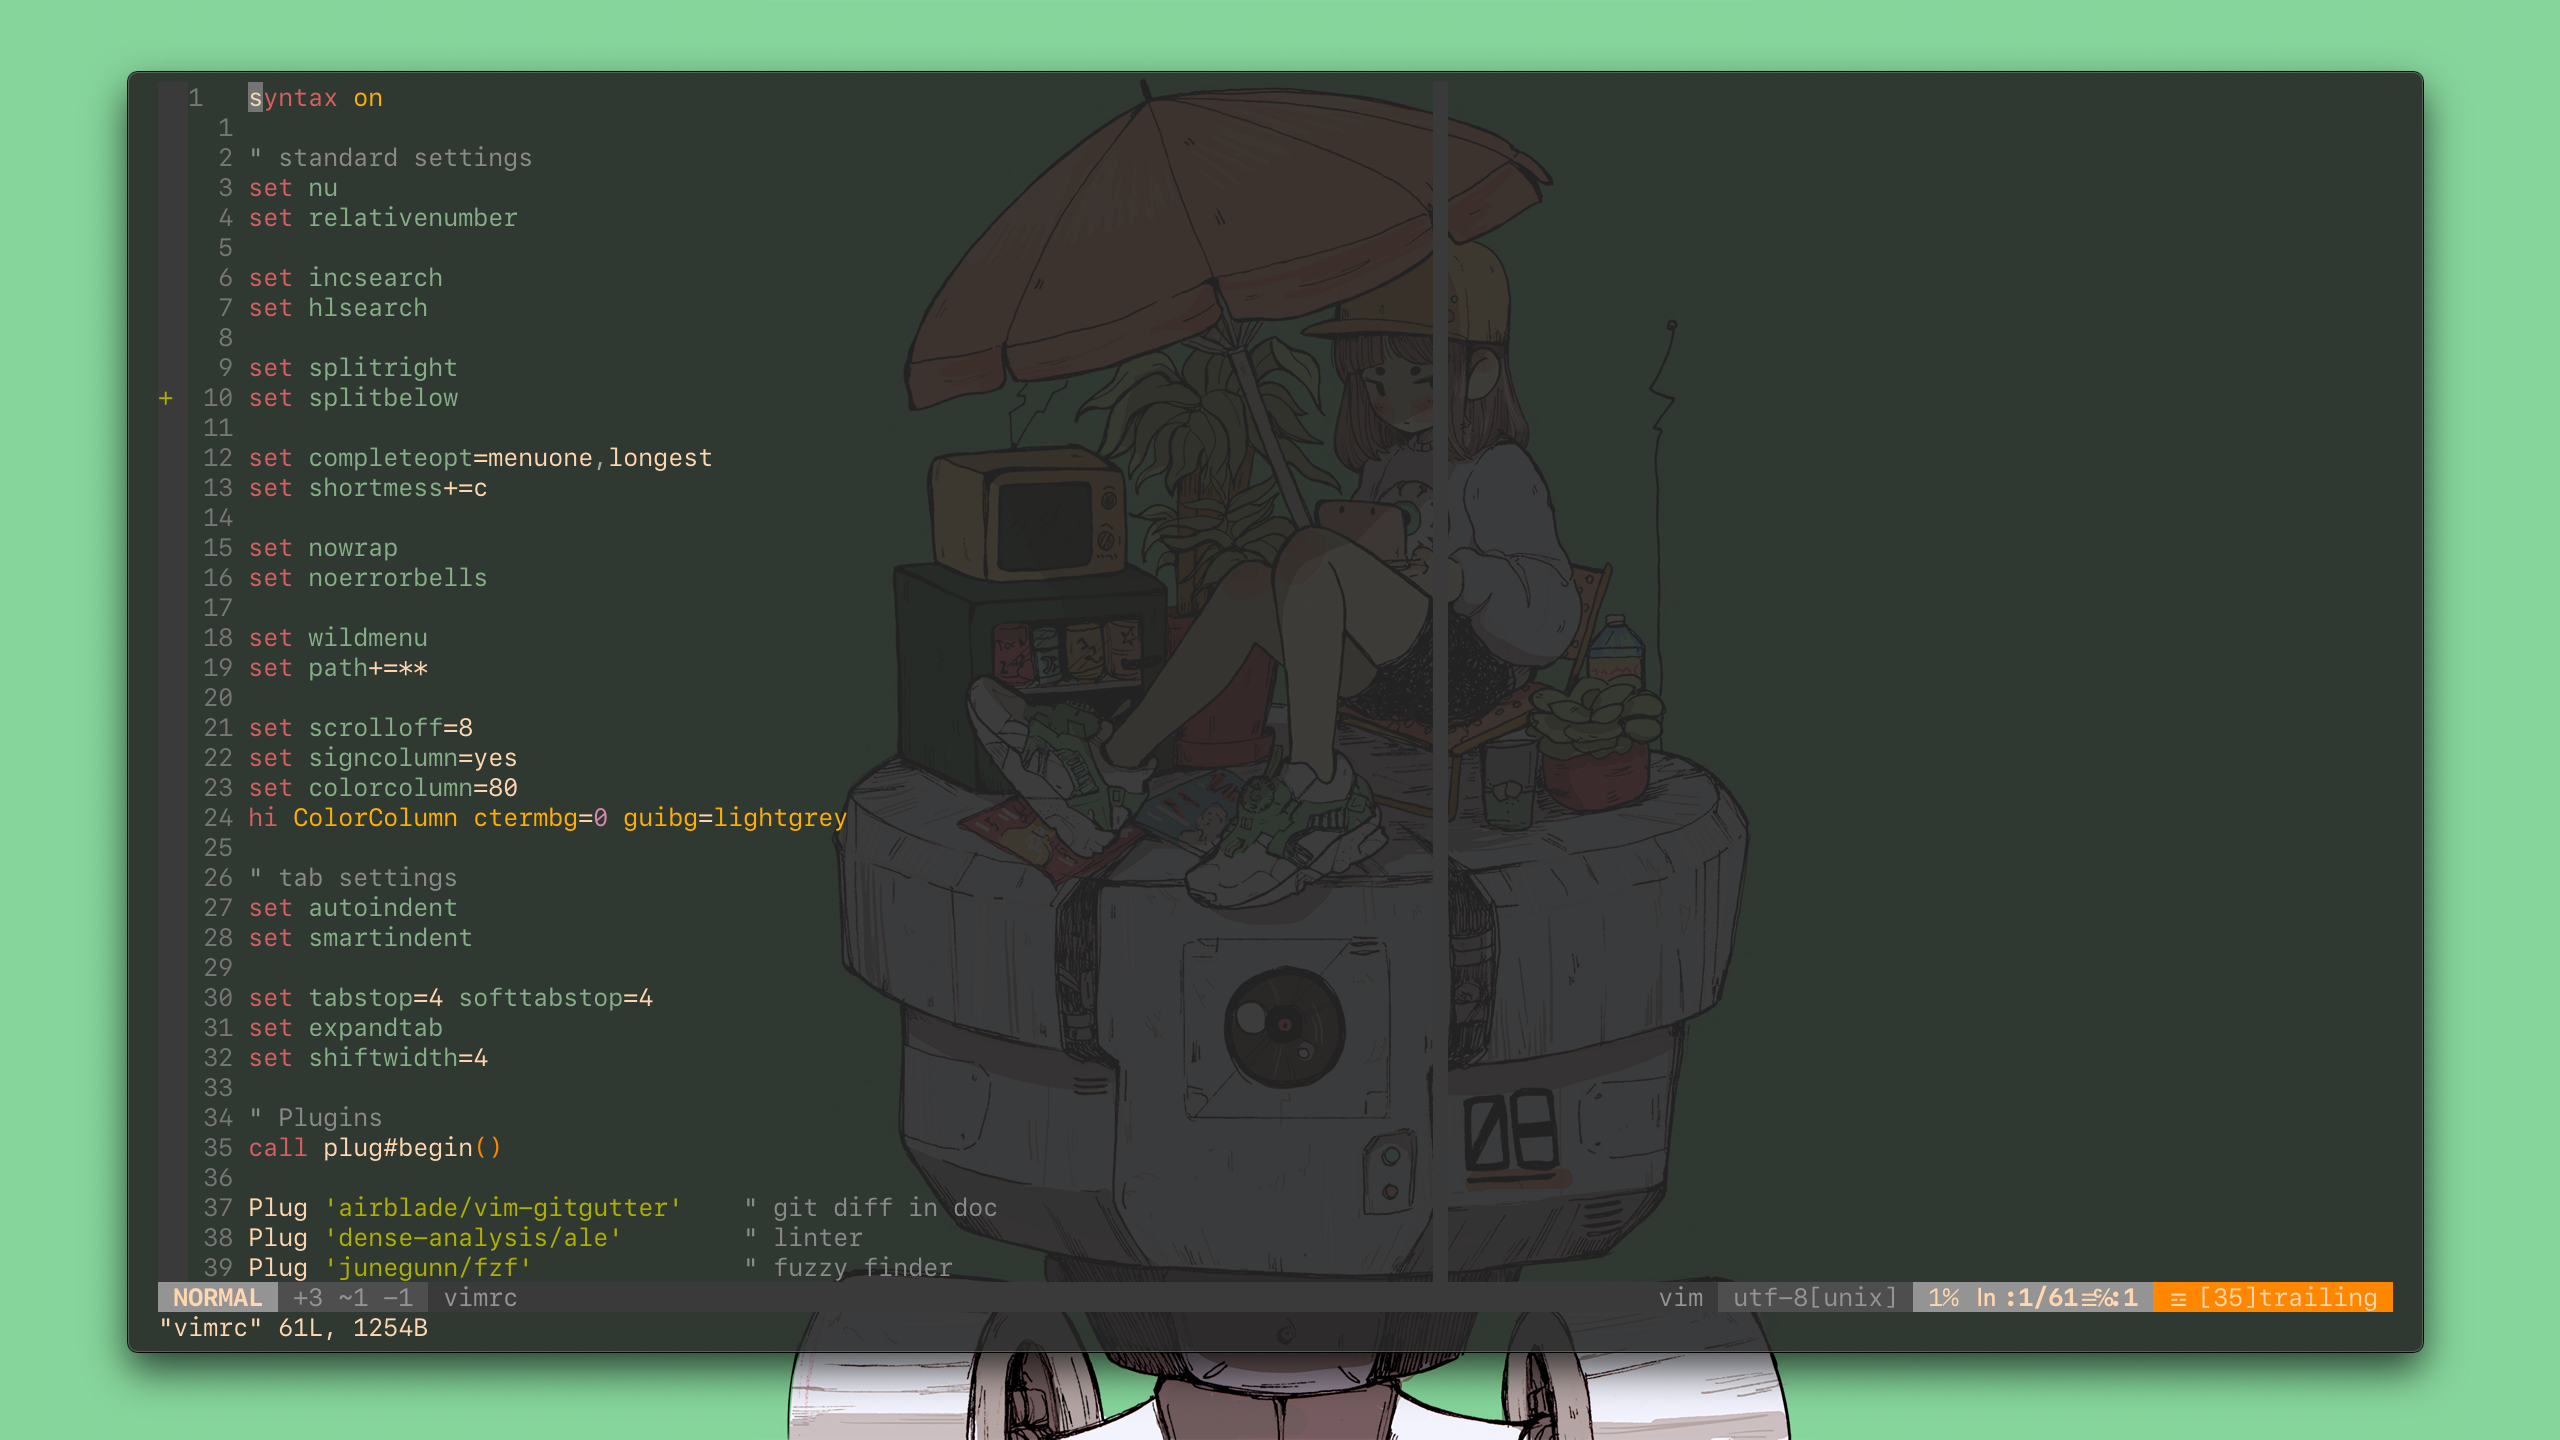 1   syntax on
  1
  2 " standard settings
  3 set nu
  4 set relativenumber
  5
  6 set incsearch
  7 set hlsearch
  8
  9 set splitright
+ 10 set splitbelow
 11
 12 set completeopt=menuone,longest
 13 set shortmess+=c
 14
 15 set nowrap
 16 set noerrorbells
 17
 18 set wildmenu
 19 set path+=**
 20
 21 set scrolloff=8
 22 set signcolumn=yes
 23 set colorcolumn=80
 24 hi ColorColumn ctermbg=0 guibg=lightgrey
 25
 26 " tab settings
 27 set autoindent
 28 set smartindent
 29
 30 set tabstop=4 softtabstop=4
 31 set expandtab
 32 set shiftwidth=4
 33
 34 " Plugins
 35 call plug#begin()
 36
 37 Plug 'airblade/vim-gitgutter'    " git diff in doc
 38 Plug 'dense-analysis/ale'        " linter
 39 Plug 'junegunn/fzf'              " fuzzy finder
NORMAL  +3 ~1 -1  vimrc  vim  utf-8[unix]  1% ln :1/61≡℅:1  ☲ [35]trailing
"vimrc" 61L, 1254B
08